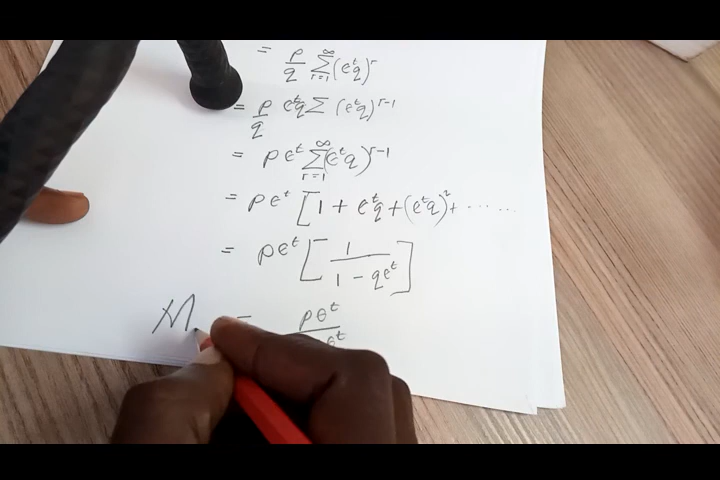 = p/q ∑_{r=1}^{∞} (e^t q)^r
= p/q e^t q ∑ (e^t q)^{r-1}
= pe^t ∑_{r=1}^{∞} (e^t q)^{r-1}
= pe^t [1 + e^t q + (e^t q)^2 + ......
= pe^t [1/(1 - qe^t)]
M = pe^t / e^t